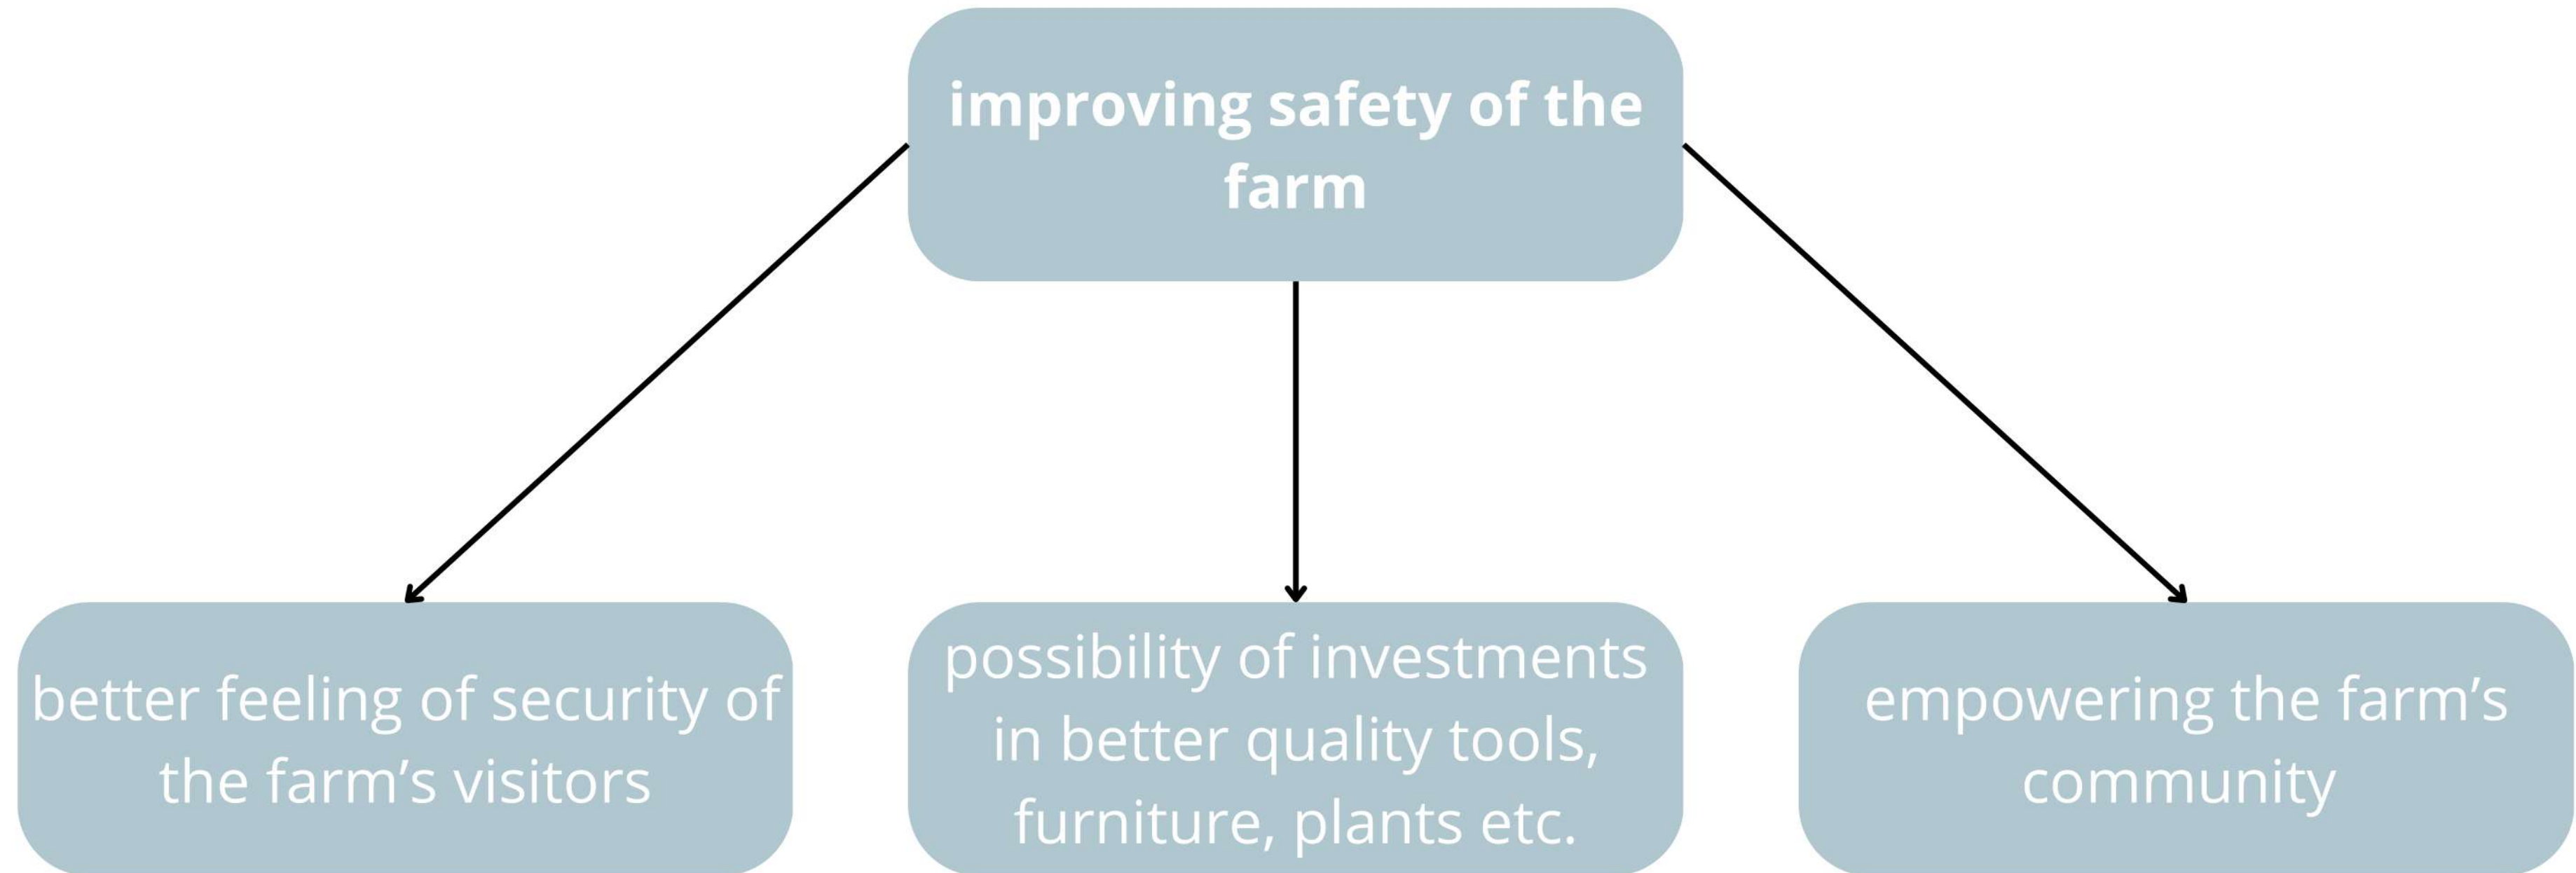 improving safety of the
farm
better feeling of security of
the farm’s visitors
possibility of investments
in better quality tools,
furniture, plants etc.
empowering the farm’s
community